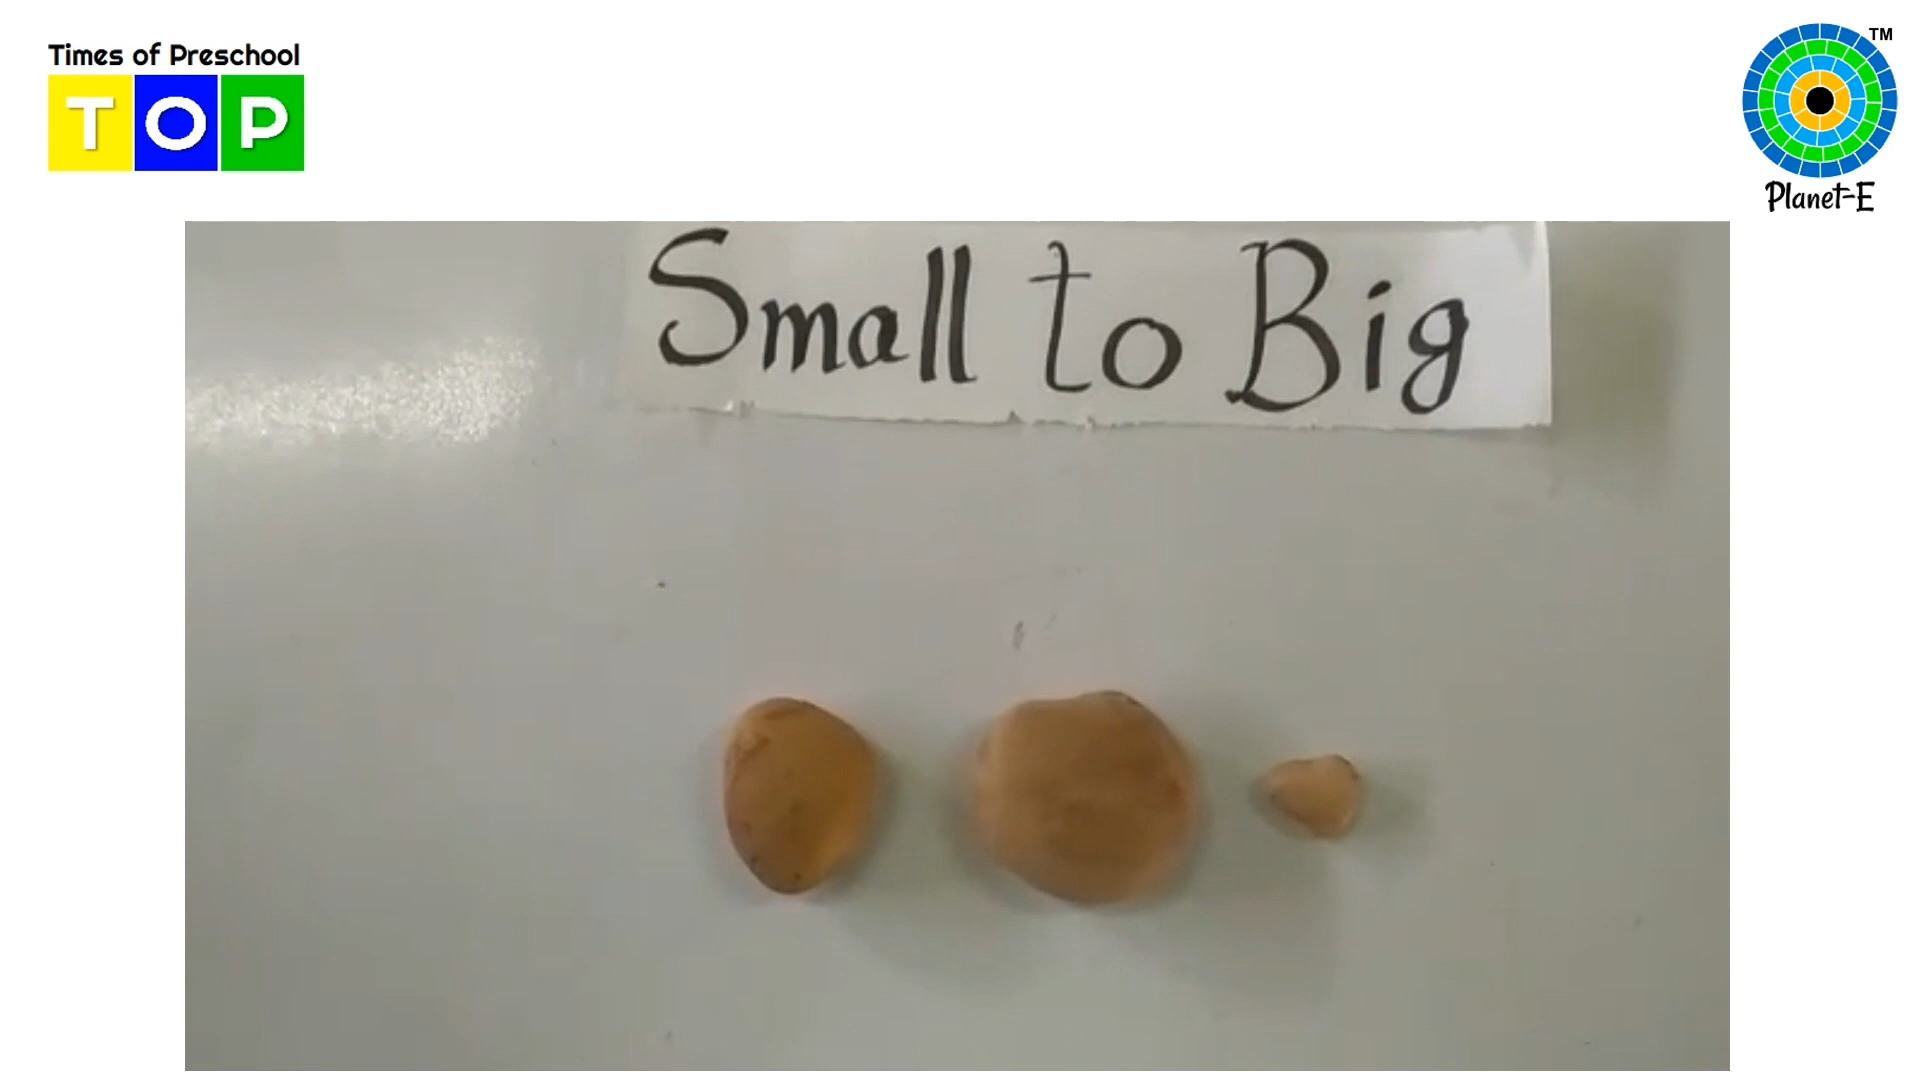 Times of Preschool
TOP
TM
Planet-E
Small to Big